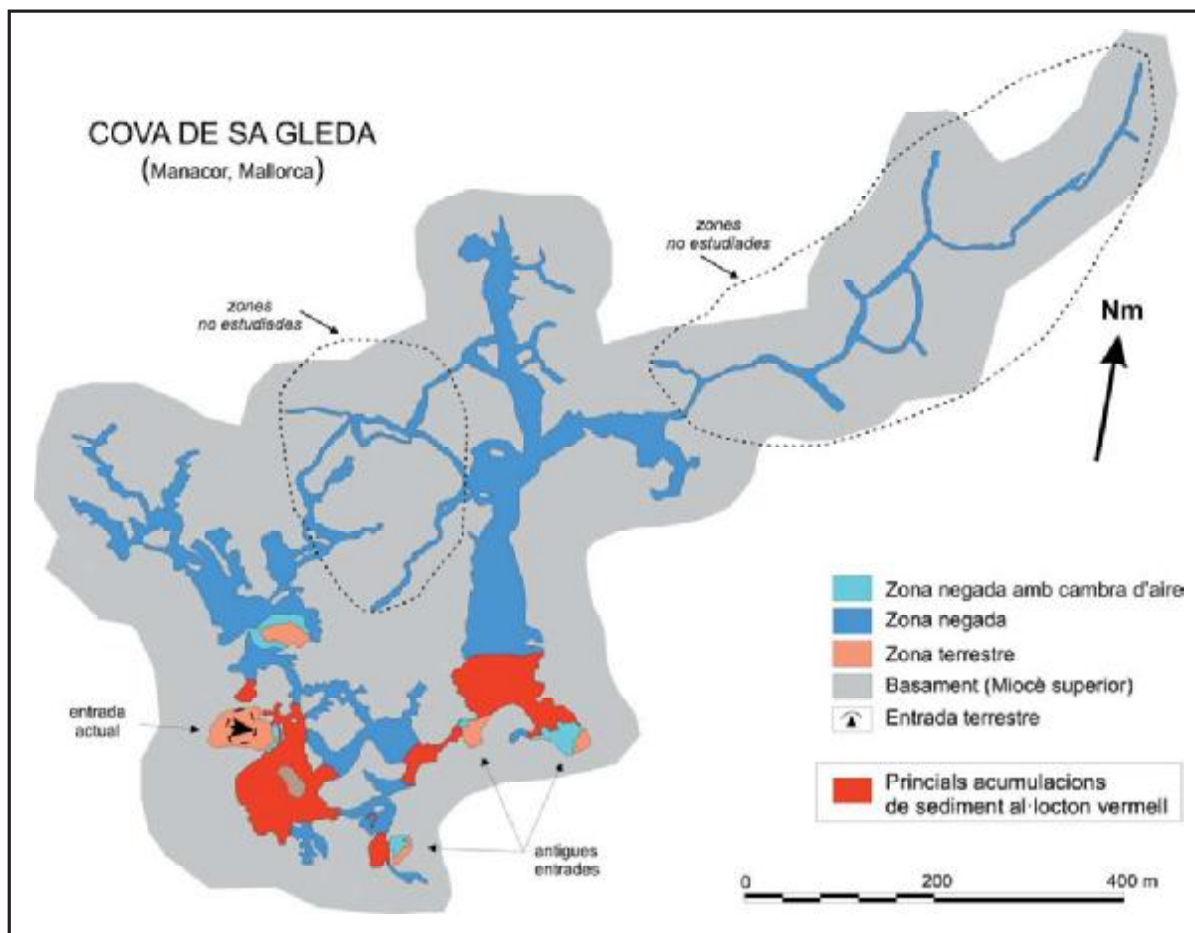 COVA DE SA GLEDA
(Manacor, Mallorca)
zones
no estudiades
zones
no estudiades
Nm
Zona negada amb cambra d'aire
Zona negada
Zona terrestre
Basament (Miocè superior)
Entrada terrestre
entrada
actual
Princials acumulacions
de sediment al·locton vermell
antigues
entrades
0 200 400 m